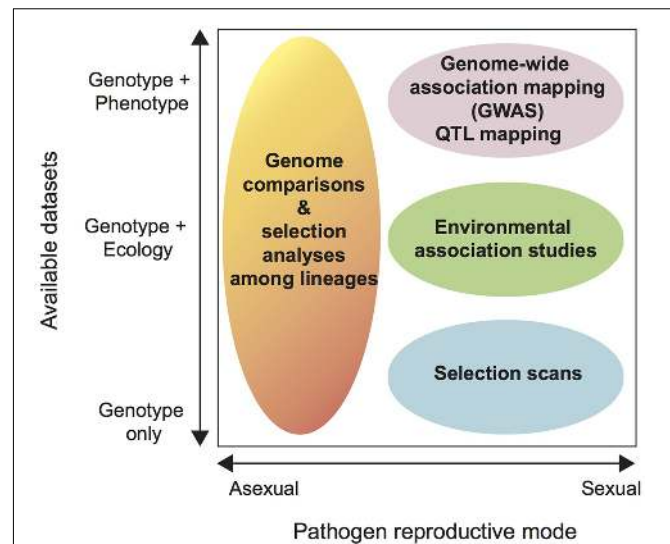 Available datasets
Genotype +
Phenotype
Genotype +
Ecology
Genotype
only
Genome
comparisons
&
selection
analyses
among lineages
Genome-wide
association mapping
(GWAS)
QTL mapping
Environmental
association studies
Selection scans
Asexual
Sexual
Pathogen reproductive mode